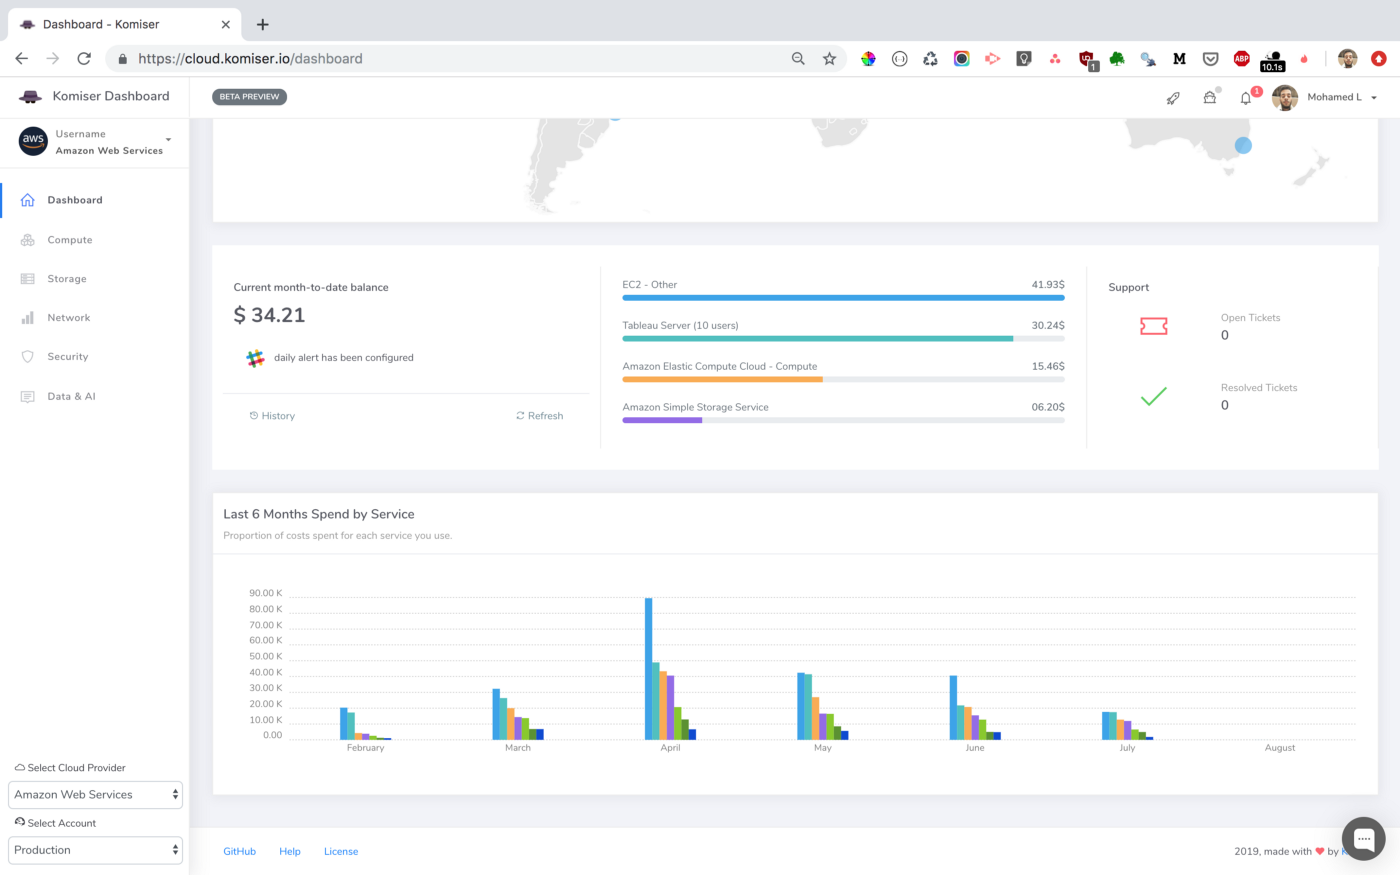 Dashboard - Komiser
https://cloud.komiser.io/dashboard
1
M
ABP
10.1s
Komiser Dashboard
BETA PREVIEW
1
Mohamed L
aws
Username
Amazon Web Services
Dashboard
Compute
Storage
Network
Security
Data & AI
Current month-to-date balance
$ 34.21
daily alert has been configured
History
Refresh
EC2 - Other
41.93$
Tableau Server (10 users)
30.24$
Amazon Elastic Compute Cloud - Compute
15.46$
Amazon Simple Storage Service
06.20$
Support
Open Tickets
0
Resolved Tickets
0
Last 6 Months Spend by Service
Proportion of costs spent for each service you use.
90.00 K
80.00 K
70.00 K
60.00 K
50.00 K
40.00 K
30.00 K
20.00 K
10.00 K
0.00
February
March
April
May
June
July
August
Select Cloud Provider
Amazon Web Services
Select Account
Production
GitHub
Help
License
2019, made with ❤ by